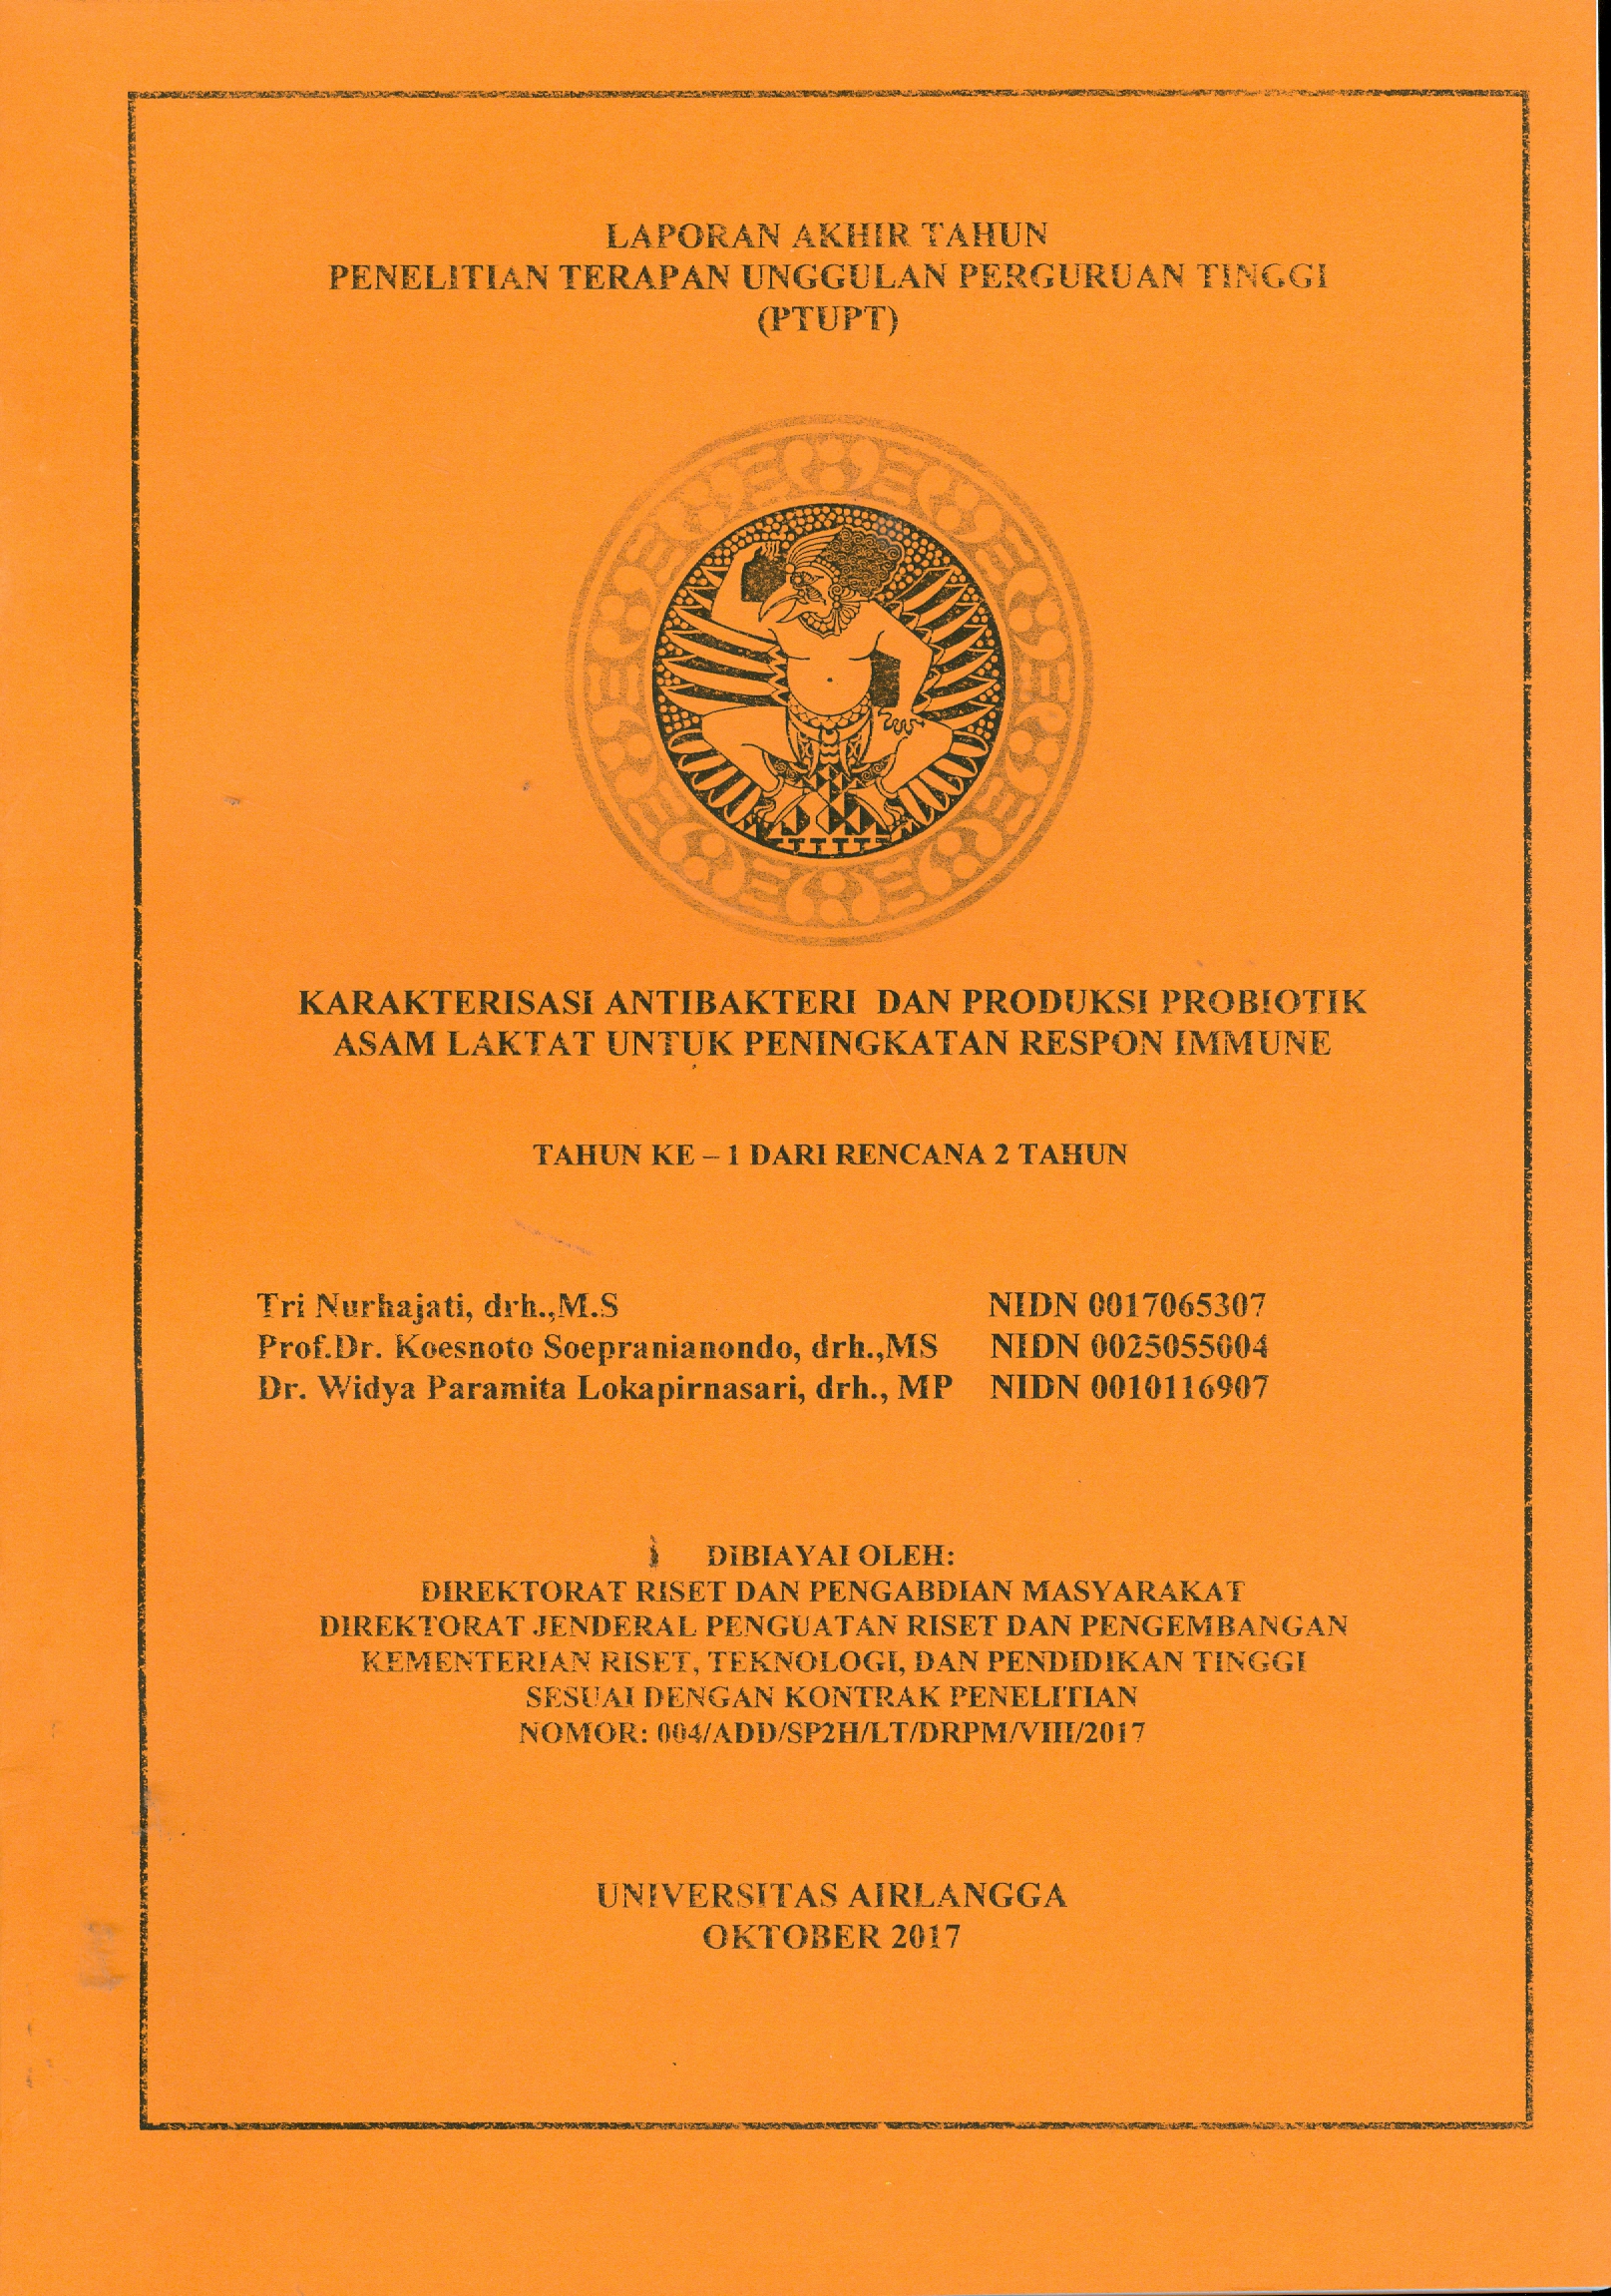 LAPORAN AKHIR TAHUN
PENELITIAN TERAPAN UNGGULAN PERGURUAN TINGGI
(PTUPT)
KARAKTERISASI ANTIBAKTERI DAN PRODUKSI PROBIOTIK
ASAM LAKTAT UNTUK PENINGKATAN RESPON IMMUNE
TAHUN KE – 1 DARI RENCANA 2 TAHUN
Tri Nurhajati, drh.,M.S NIDN 0017065307
Prof.Dr. Koesnoto Soepranianondo, drh.,MS NIDN 0025055004
Dr. Widya Paramita Lokapirnasari, drh., MP NIDN 0010116907
DIBIAYAI OLEH:
DIREKTORAT RISET DAN PENGABDIAN MASYARAKAT
DIREKTORAT JENDERAL PENGUATAN RISET DAN PENGEMBANGAN
KEMENTERIAN RISET, TEKNOLOGI, DAN PENDIDIKAN TINGGI
SESUAI DENGAN KONTRAK PENELITIAN
NOMOR: 004/ADD/SP2H/LT/DRPM/VIII/2017
UNIVERSITAS AIRLANGGA
OKTOBER 2017